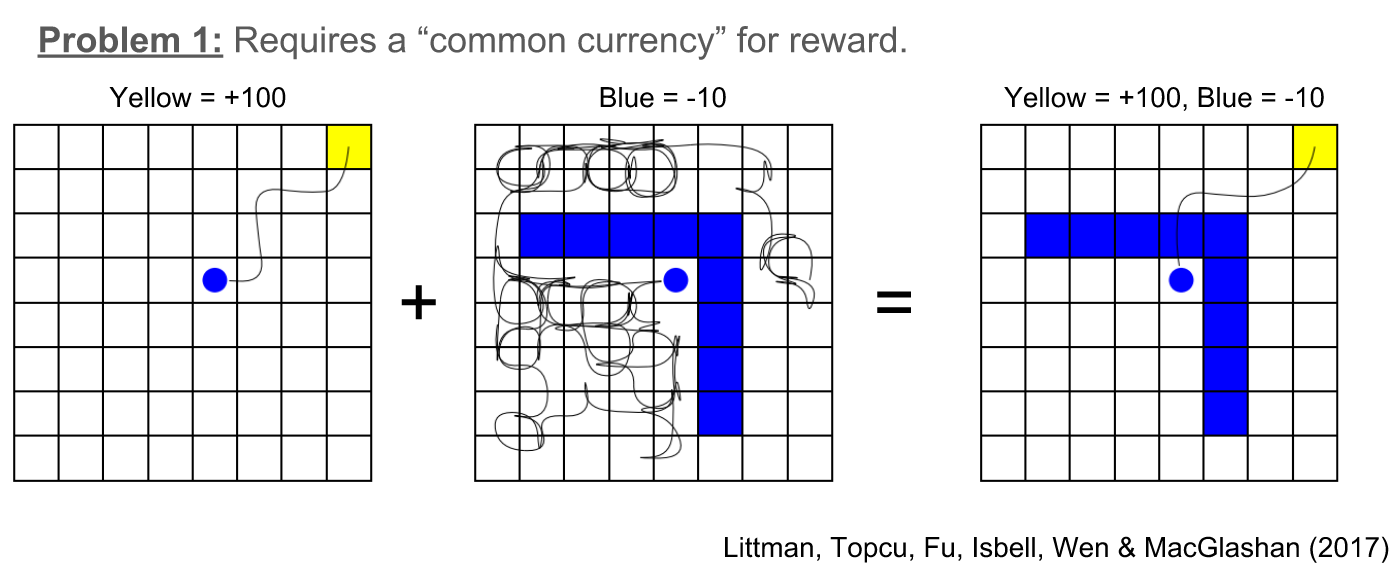 Problem 1: Requires a “common currency” for reward.
Yellow = +100
Blue = -10
Yellow = +100, Blue = -10
+
=
Littman, Topcu, Fu, Isbell, Wen & MacGlashan (2017)